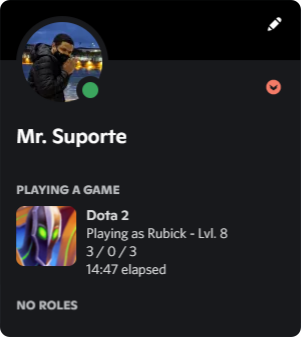 Mr. Suporte
PLAYING A GAME
Dota 2
Playing as Rubick - Lvl. 8
3 / 0 / 3
14:47 elapsed
NO ROLES